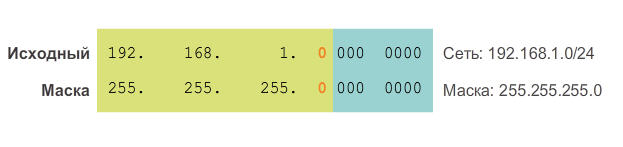 Исходный 192. 168. 1. 0 000 0000 Сеть: 192.168.1.0/24
Маска 255. 255. 255. 0 000 0000 Маска: 255.255.255.0